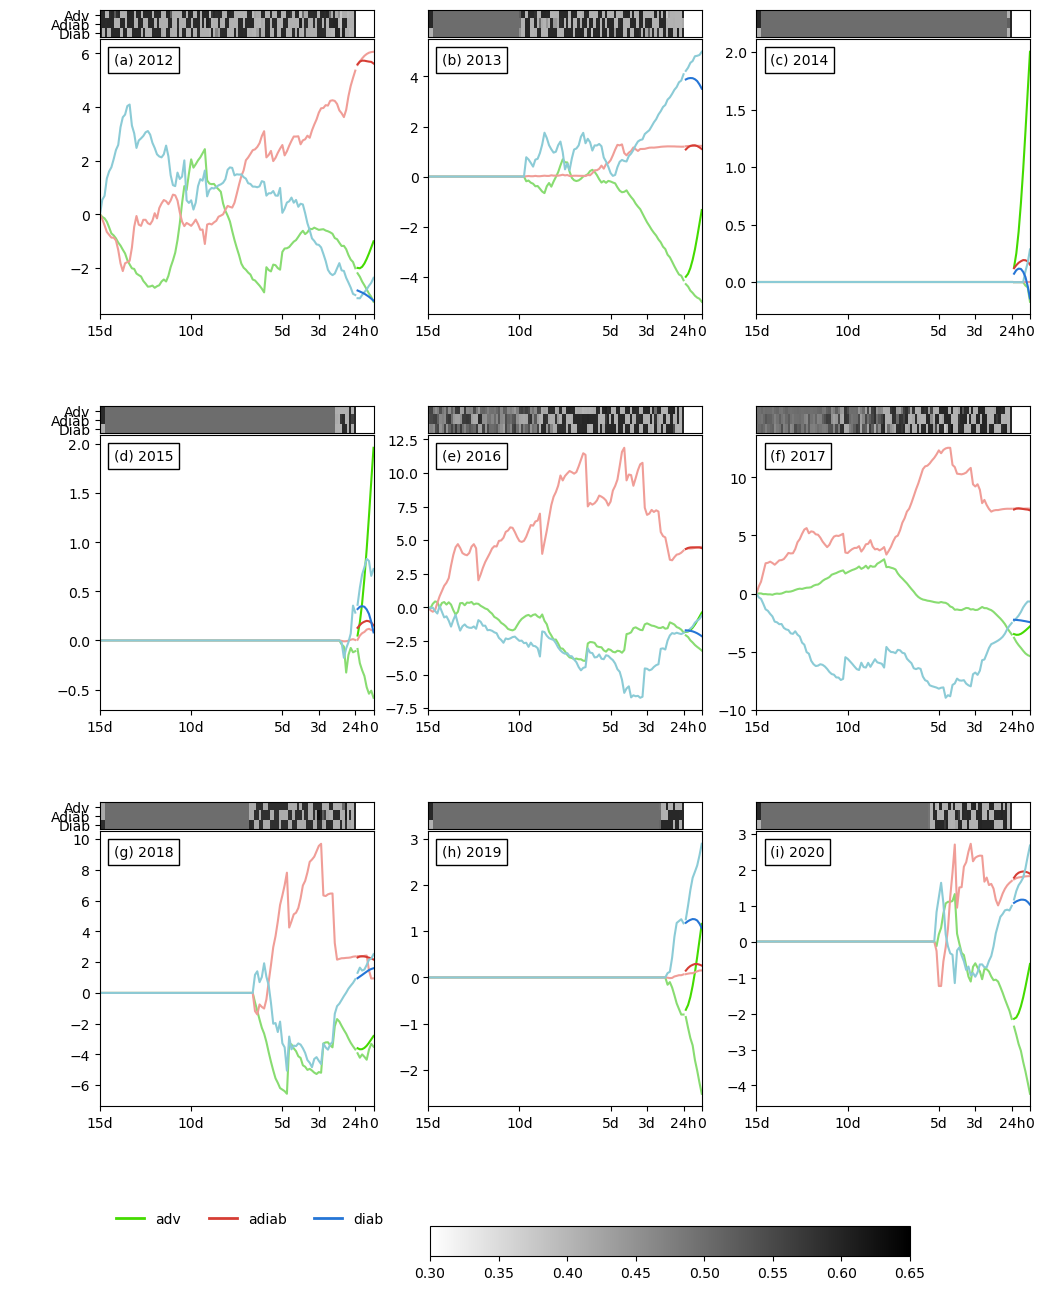 Adv
Adiab
Diab
(a) 2012
6
4
2
0
−2
15d 10d 5d 3d 24h 0
(b) 2013
4
2
0
−2
−4
15d 10d 5d 3d 24h 0
(c) 2014
2.0
1.5
1.0
0.5
0.0
15d 10d 5d 3d 24h 0
Adv
Adiab
Diab
(d) 2015
2.0
1.5
1.0
0.5
0.0
−0.5
15d 10d 5d 3d 24h 0
(e) 2016
12.5
10.0
7.5
5.0
2.5
0.0
−2.5
−5.0
−7.5
15d 10d 5d 3d 24h 0
(f) 2017
10
5
0
−5
−10
15d 10d 5d 3d 24h 0
Adv
Adiab
Diab
(g) 2018
10
8
6
4
2
0
−2
−4
−6
15d 10d 5d 3d 24h 0
(h) 2019
3
2
1
0
−1
−2
15d 10d 5d 3d 24h 0
(i) 2020
3
2
1
0
−1
−2
−3
−4
15d 10d 5d 3d 24h 0
adv adiab diab
0.30 0.35 0.40 0.45 0.50 0.55 0.60 0.65